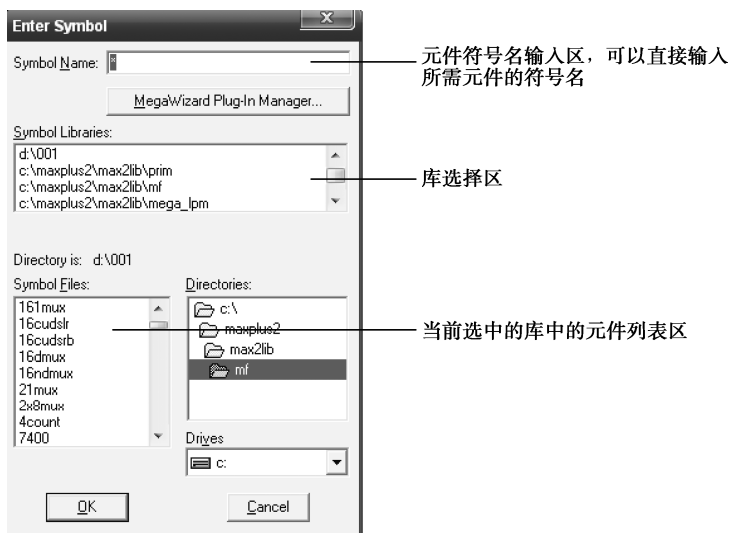 Enter Symbol
x
Symbol Name: *
元件符号名输入区，可以直接输入
所需元件的符号名
MegaWizard Plug-In Manager...
Symbol Libraries:
d:\001
c:\maxplus2\max2lib\prim
c:\maxplus2\max2lib\mf
c:\maxplus2\max2lib\mega_lpm
库选择区
Directory is: d:\001
Symbol Files:
161mux
16cudslr
16cudsrb
16dmux
16ndmux
21mux
2x8mux
4count
7400
Directories:
c:\
maxplus2
max2lib
mf
当前选中的库中的元件列表区
Drives
c:
OK
Cancel